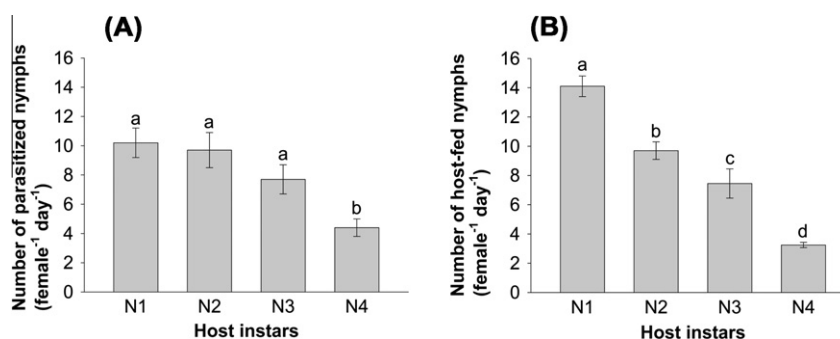 (A)
Number of parasitized nymphs
(female⁻¹ day⁻¹)
16
14
12
10
8
6
4
2
0
a
a
a
b
N1 N2 N3 N4
Host instars
(B)
Number of host-fed nymphs
(female⁻¹ day⁻¹)
16
14
12
10
8
6
4
2
0
a
b
c
d
N1 N2 N3 N4
Host instars